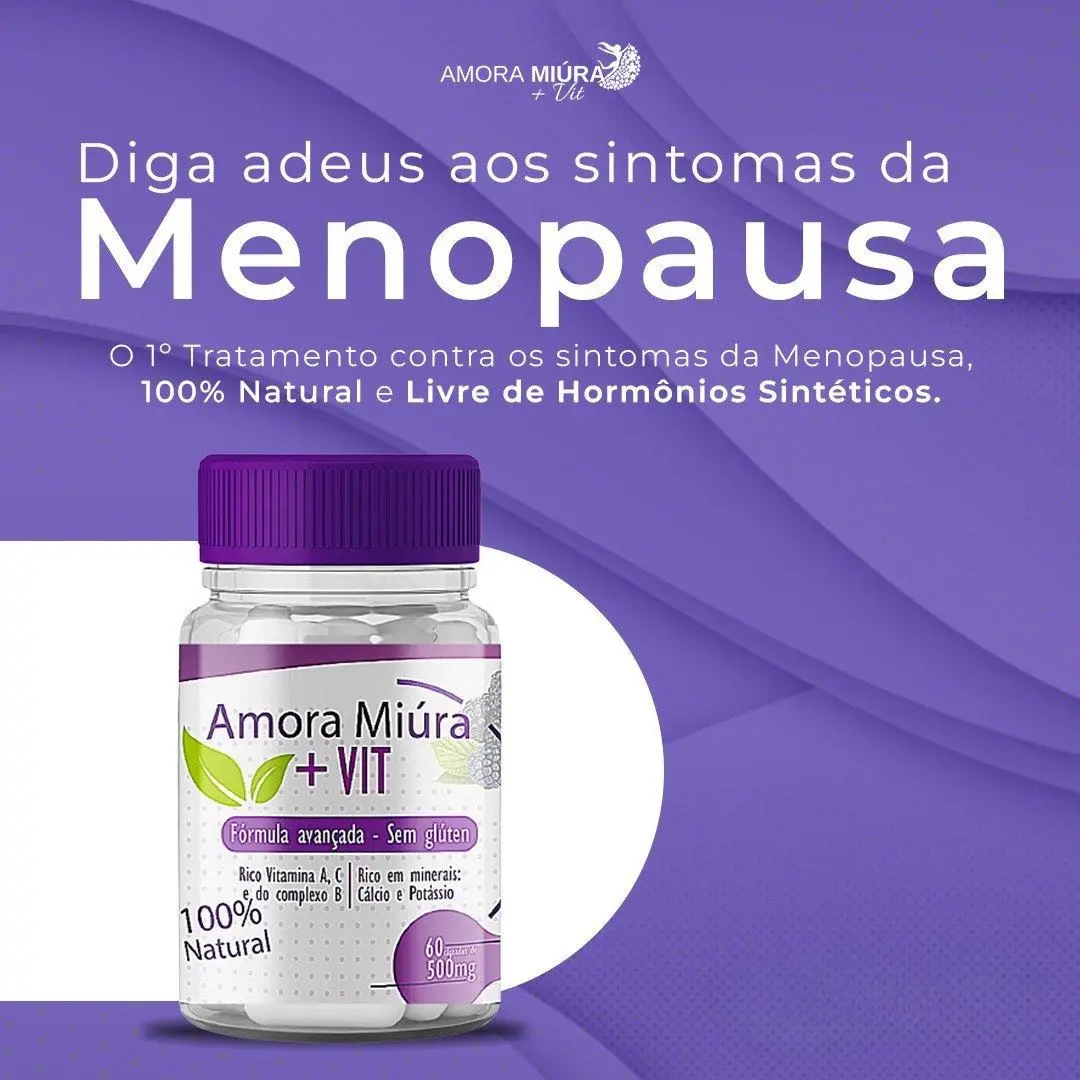 AMORA MIÚRA
+ Vit
Diga adeus aos sintomas da
Menopausa
O 1º Tratamento contra os sintomas da Menopausa,
100% Natural e Livre de Hormônios Sintéticos.
Amora Miúra
+ VIT
Fórmula avançada - Sem glúten
Rico Vitamina A, C
e do complexo B
Rico em minerais:
Cálcio e Potássio
100%
Natural
60 cápsulas de
500mg